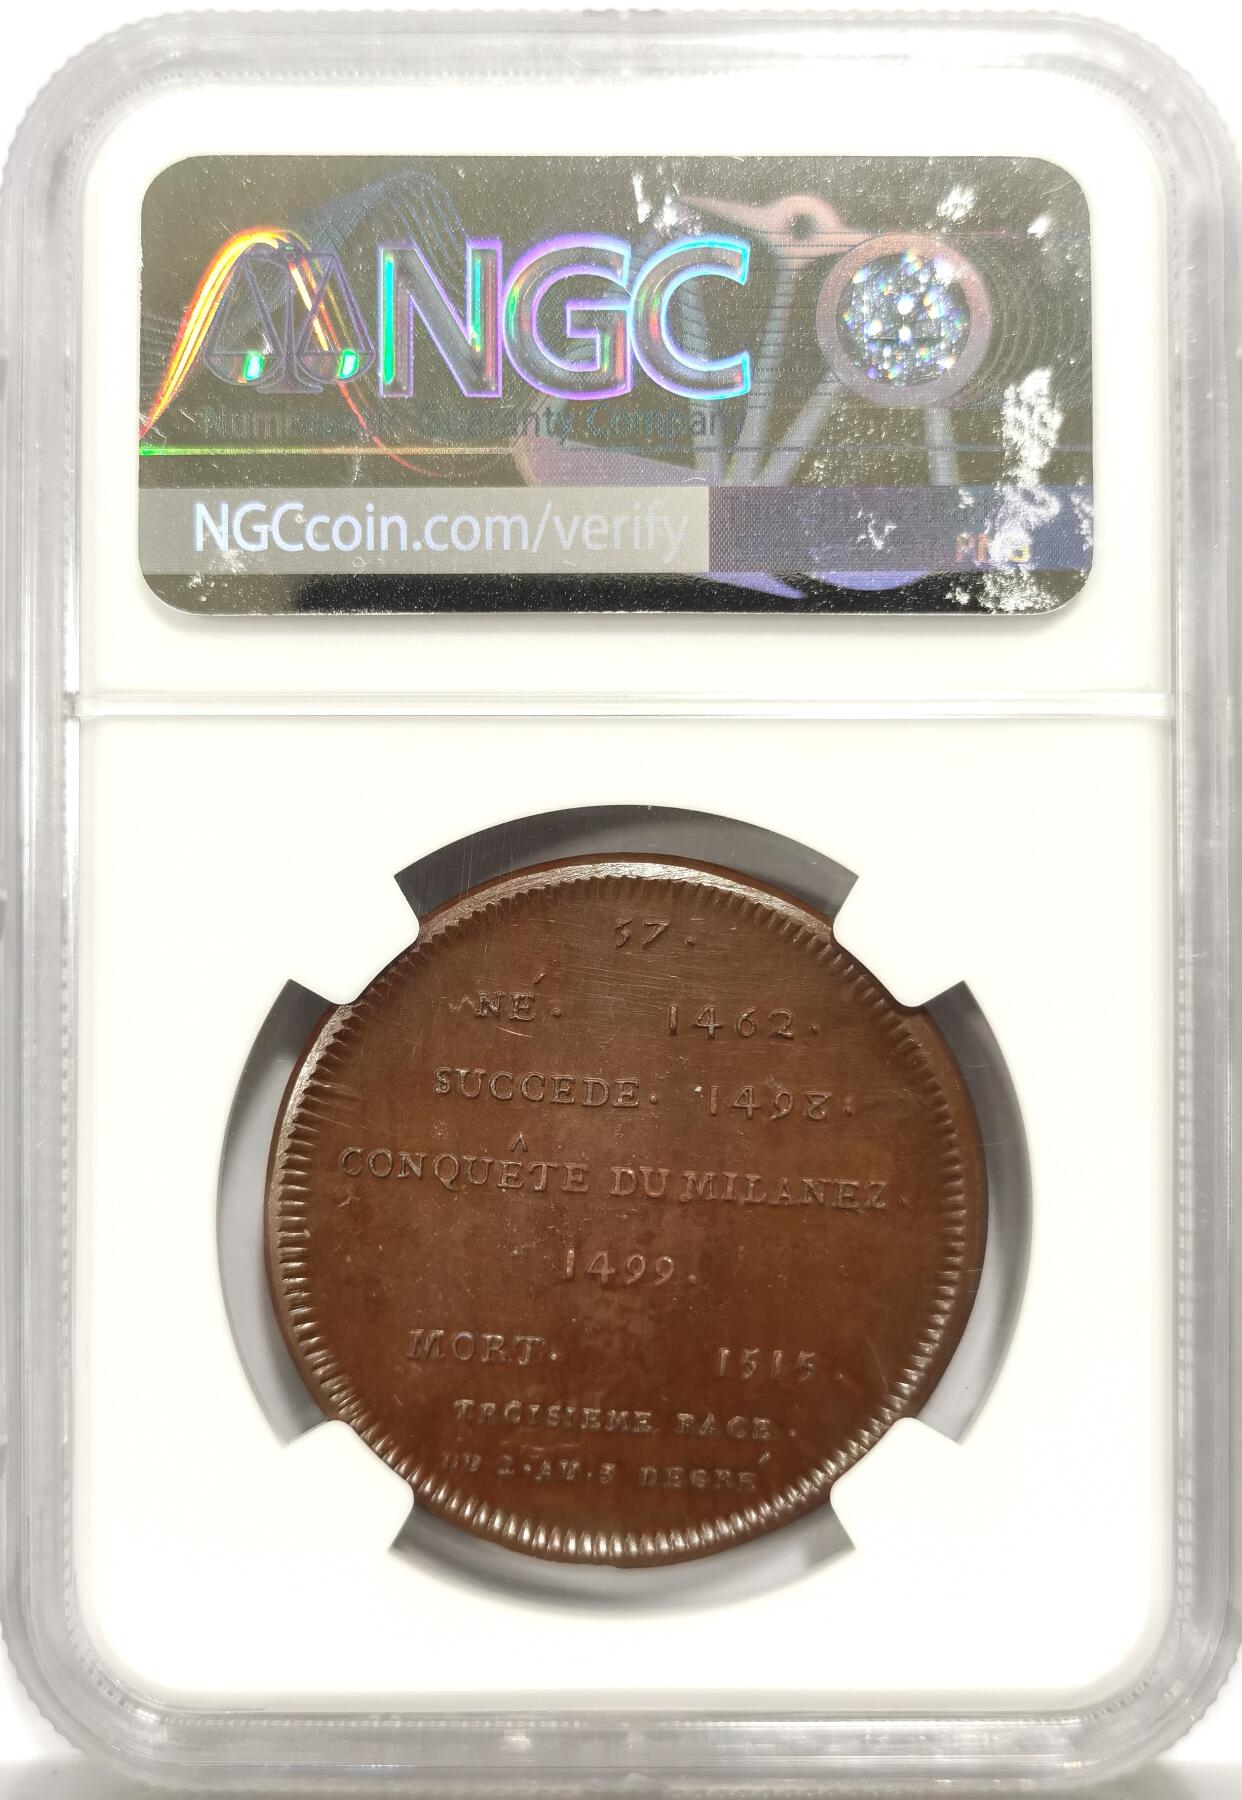 NGC
Numismatic Guaranty Company
NGCcoin.com/verify
57.
NÉ. 1462.
SUCCEDE. 1498.
CONQUÊTE DU MILANEZ.
1499.
MORT. 1515.
TROISIEME RACE.
DU 2. AU. 3 DEGRÉ